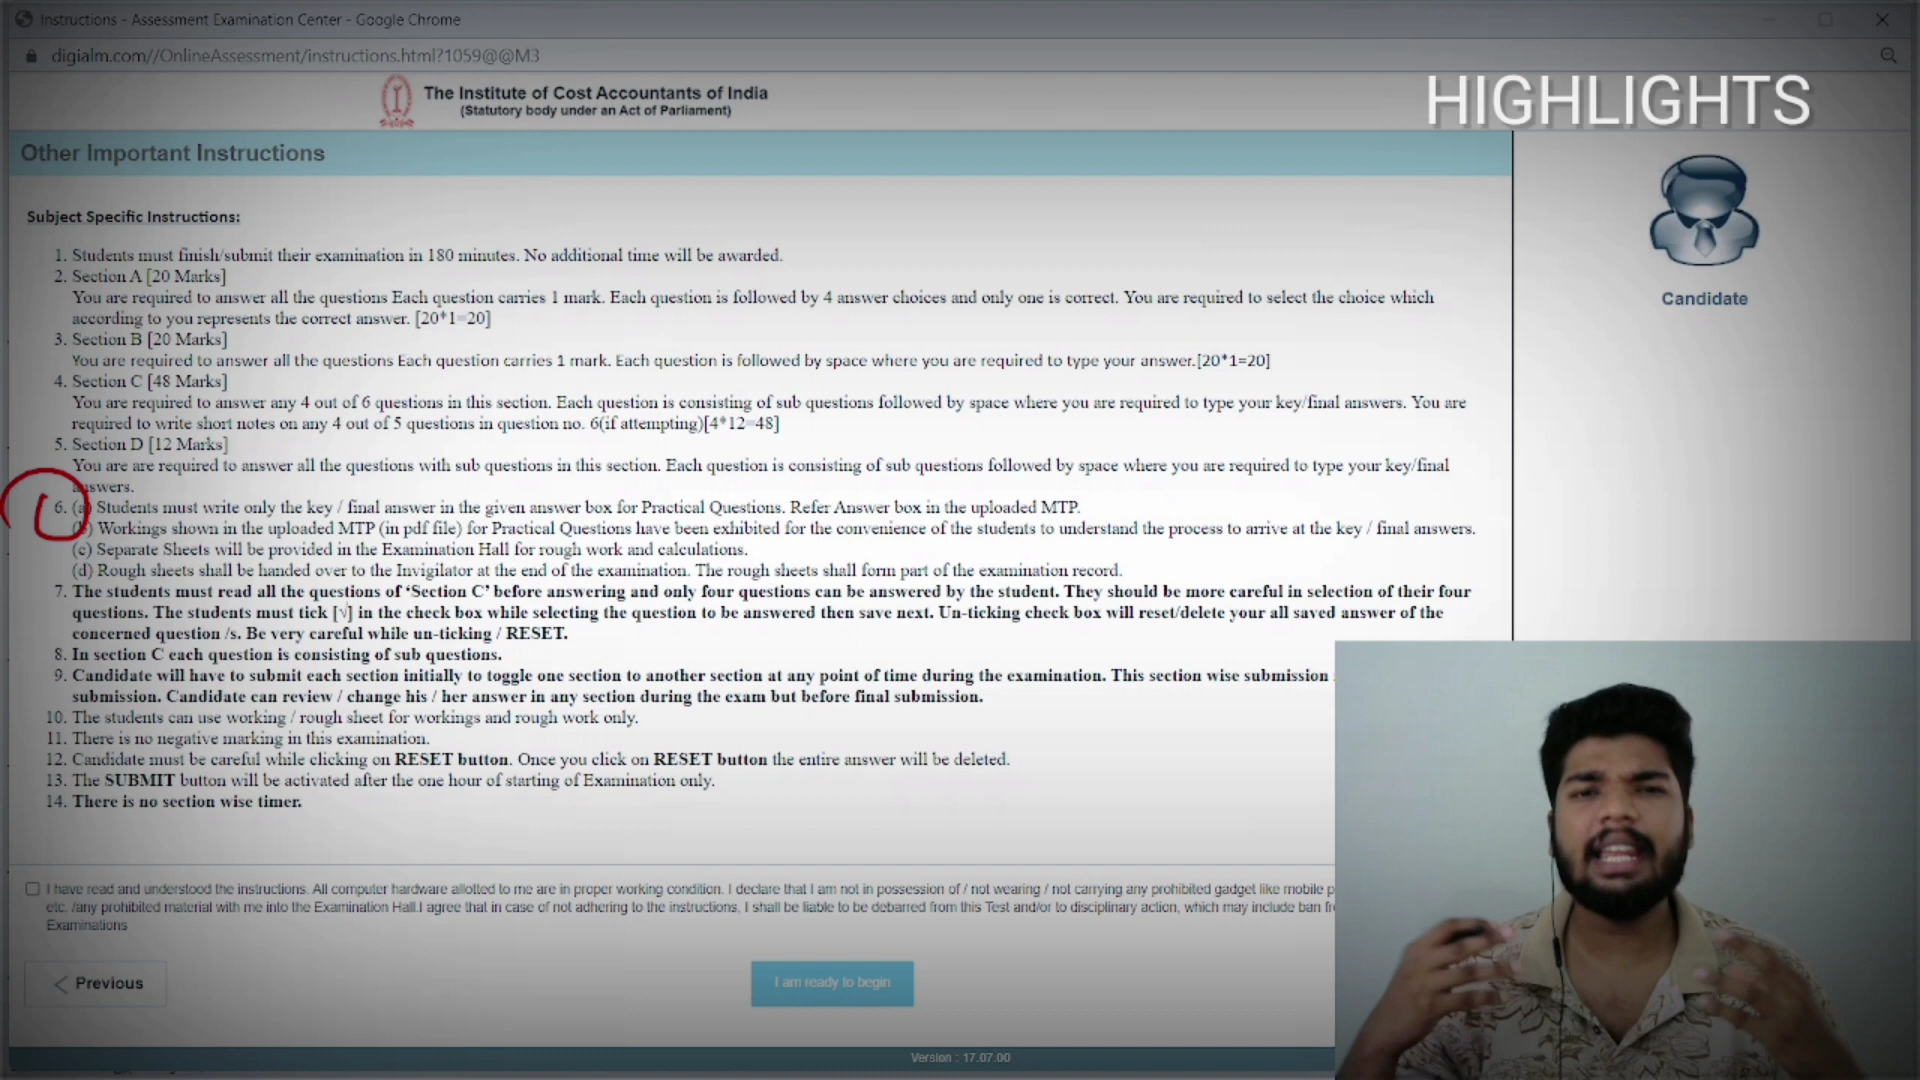 Instructions - Assessment Examination Center - Google Chrome
digialm.com//OnlineAssessment/instructions.html?1059@@M3
The Institute of Cost Accountants of India
(Statutory body under an Act of Parliament)
HIGHLIGHTS
Other Important Instructions
Candidate
Subject Specific Instructions:
1. Students must finish/submit their examination in 180 minutes. No additional time will be awarded.
2. Section A [20 Marks]
You are required to answer all the questions Each question carries 1 mark. Each question is followed by 4 answer choices and only one is correct. You are required to select the choice which
according to you represents the correct answer. [20*1=20]
3. Section B [20 Marks]
You are required to answer all the questions Each question carries 1 mark. Each question is followed by space where you are required to type your answer.[20*1=20]
4. Section C [48 Marks]
You are required to answer any 4 out of 6 questions in this section. Each question is consisting of sub questions followed by space where you are required to type your key/final answers. You are
required to write short notes on any 4 out of 5 questions in question no. 6(if attempting)[4*12=48]
5. Section D [12 Marks]
You are are required to answer all the questions with sub questions in this section. Each question is consisting of sub questions followed by space where you are required to type your key/final
answers.
6. (a) Students must write only the key / final answer in the given answer box for Practical Questions. Refer Answer box in the uploaded MTP.
(b) Workings shown in the uploaded MTP (in pdf file) for Practical Questions have been exhibited for the convenience of the students to understand the process to arrive at the key / final answers.
(c) Separate Sheets will be provided in the Examination Hall for rough work and calculations.
(d) Rough sheets shall be handed over to the Invigilator at the end of the examination. The rough sheets shall form part of the examination record.
7. The students must read all the questions of ‘Section C’ before answering and only four questions can be answered by the student. They should be more careful in selection of their four
questions. The students must tick [√] in the check box while selecting the question to be answered then save next. Un-ticking check box will reset/delete your all saved answer of the
concerned question /s. Be very careful while un-ticking / RESET.
8. In section C each question is consisting of sub questions.
9. Candidate will have to submit each section initially to toggle one section to another section at any point of time during the examination. This section wise submission
submission. Candidate can review / change his / her answer in any section during the exam but before final submission.
10. The students can use working / rough sheet for workings and rough work only.
11. There is no negative marking in this examination.
12. Candidate must be careful while clicking on RESET button. Once you click on RESET button the entire answer will be deleted.
13. The SUBMIT button will be activated after the one hour of starting of Examination only.
14. There is no section wise timer.
I have read and understood the instructions. All computer hardware allotted to me are in proper working condition. I declare that I am not in possession of / not wearing / not carrying any prohibited gadget like mobile p
etc. /any prohibited material with me into the Examination Hall.I agree that in case of not adhering to the instructions, I shall be liable to be debarred from this Test and/or to disciplinary action, which may include ban fr
Examinations
Previous
I am ready to begin
Version : 17.07.00